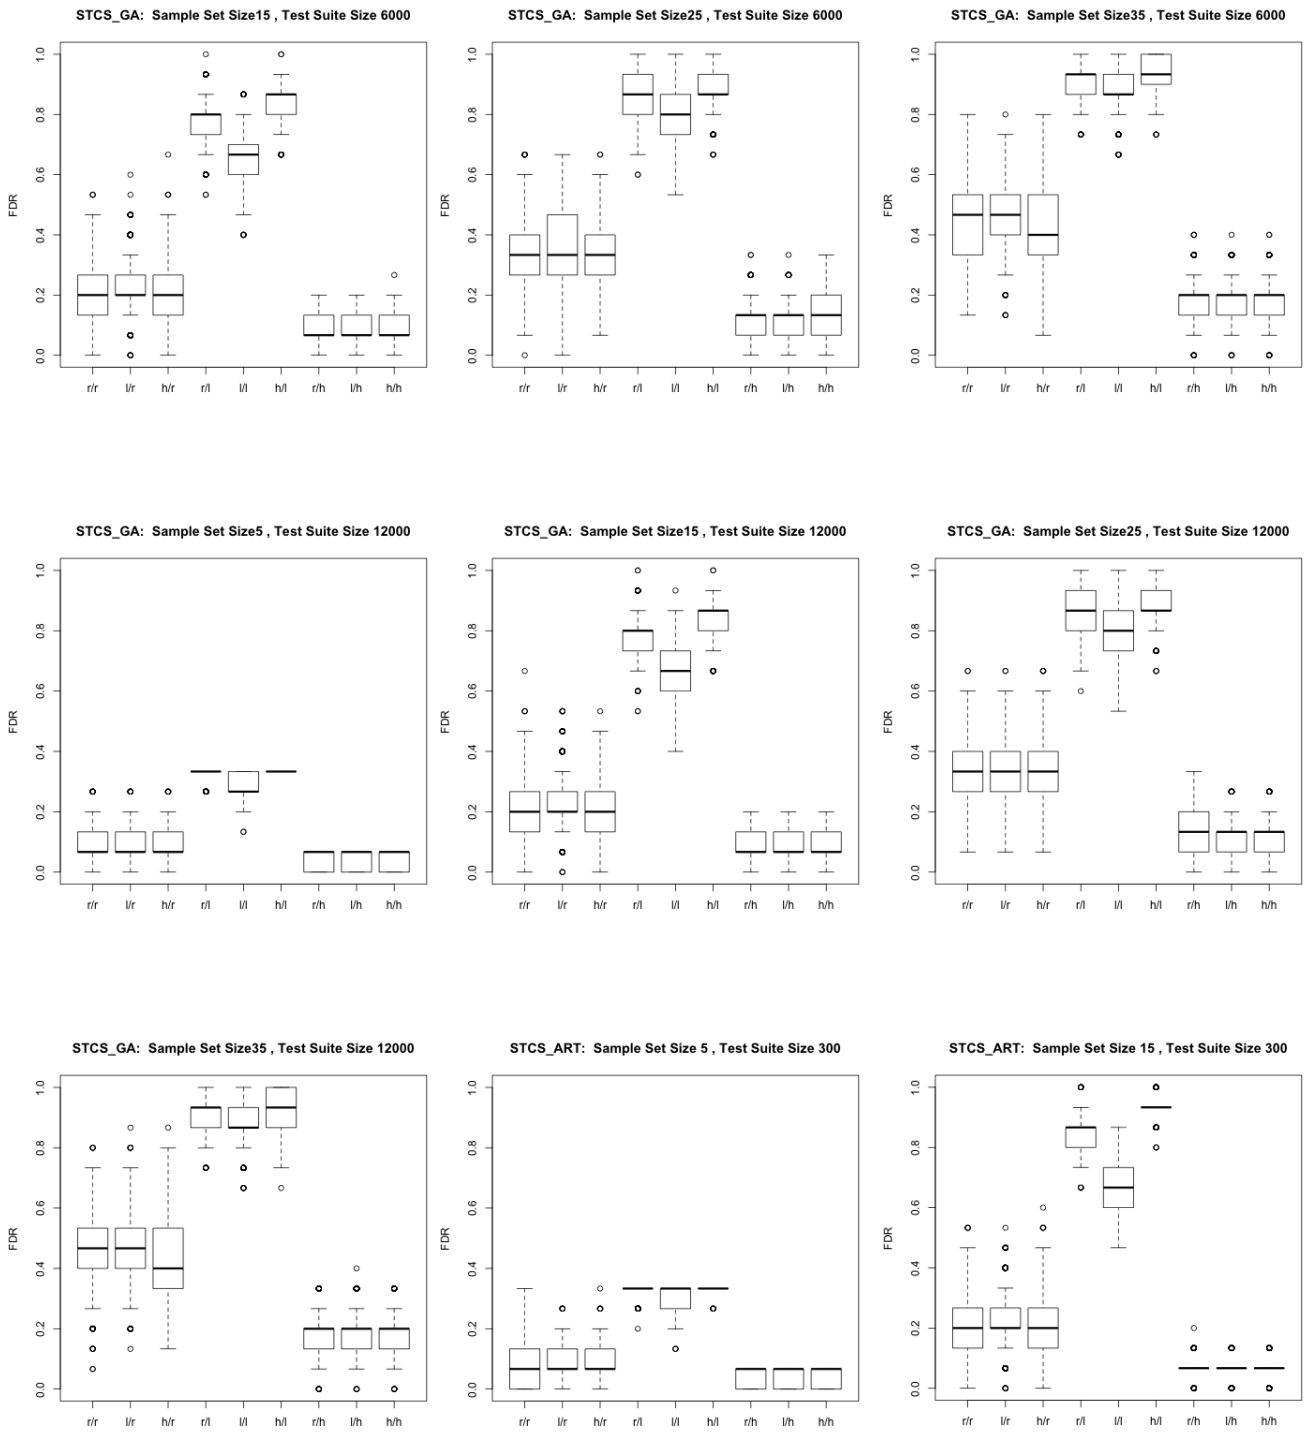 STCS_GA: Sample Set Size15 , Test Suite Size 6000
FDR
1.0
0.8
0.6
0.4
0.2
0.0
r/r l/r h/r r/l l/l h/l r/h l/h h/h
STCS_GA: Sample Set Size25 , Test Suite Size 6000
FDR
1.0
0.8
0.6
0.4
0.2
0.0
r/r l/r h/r r/l l/l h/l r/h l/h h/h
STCS_GA: Sample Set Size35 , Test Suite Size 6000
FDR
1.0
0.8
0.6
0.4
0.2
0.0
r/r l/r h/r r/l l/l h/l r/h l/h h/h
STCS_GA: Sample Set Size5 , Test Suite Size 12000
FDR
1.0
0.8
0.6
0.4
0.2
0.0
r/r l/r h/r r/l l/l h/l r/h l/h h/h
STCS_GA: Sample Set Size15 , Test Suite Size 12000
FDR
1.0
0.8
0.6
0.4
0.2
0.0
r/r l/r h/r r/l l/l h/l r/h l/h h/h
STCS_GA: Sample Set Size25 , Test Suite Size 12000
FDR
1.0
0.8
0.6
0.4
0.2
0.0
r/r l/r h/r r/l l/l h/l r/h l/h h/h
STCS_GA: Sample Set Size35 , Test Suite Size 12000
FDR
1.0
0.8
0.6
0.4
0.2
0.0
r/r l/r h/r r/l l/l h/l r/h l/h h/h
STCS_ART: Sample Set Size 5 , Test Suite Size 300
FDR
1.0
0.8
0.6
0.4
0.2
0.0
r/r l/r h/r r/l l/l h/l r/h l/h h/h
STCS_ART: Sample Set Size 15 , Test Suite Size 300
FDR
1.0
0.8
0.6
0.4
0.2
0.0
r/r l/r h/r r/l l/l h/l r/h l/h h/h